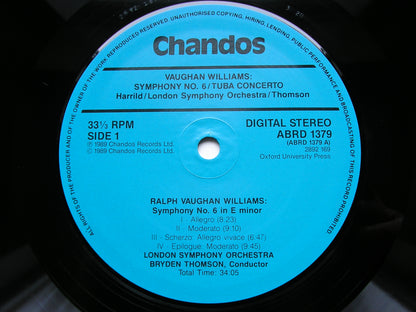 ALL RIGHTS OF THE PRODUCER AND OF THE OWNER OF THE WORK REPRODUCED RESERVED. UNAUTHORISED COPYING, HIRING, LENDING, PUBLIC PERFORMANCE AND BROADCASTING OF THIS RECORD PROHIBITED.
Chandos
VAUGHAN WILLIAMS:
SYMPHONY NO. 6/TUBA CONCERTO
Harrild/London Symphony Orchestra/Thomson
33⅓ RPM
SIDE 1
℗ 1989 Chandos Records Ltd.
© 1989 Chandos Records Ltd.
DIGITAL STEREO
ABRD 1379
(ABRD 1379 A)
2892 169
Oxford University Press
RALPH VAUGHAN WILLIAMS:
Symphony No. 6 in E minor
I - Allegro (8:23)
II - Moderato (9:10)
III - Scherzo: Allegro vivace (6:47)
IV - Epilogue: Moderato (9:45)
LONDON SYMPHONY ORCHESTRA
BRYDEN THOMSON, Conductor
Total Time: 34:05